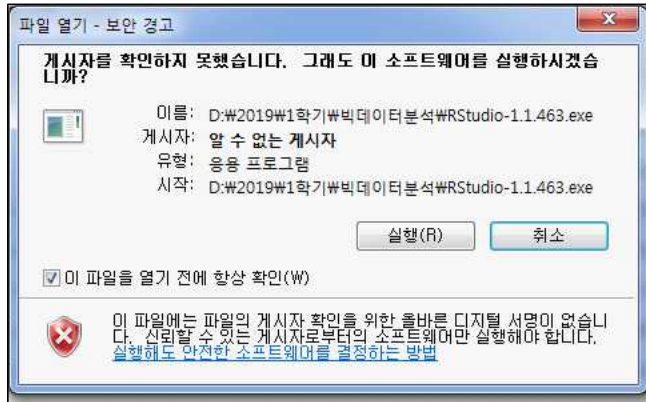 파일 열기 - 보안 경고
게시자를 확인하지 못했습니다. 그래도 이 소프트웨어를 실행하시겠습
니까?
이름: D:₩2019₩1학기₩빅데이터분석₩RStudio-1.1.463.exe
게시자: 알 수 없는 게시자
유형: 응용 프로그램
시작: D:₩2019₩1학기₩빅데이터분석₩RStudio-1.1.463.exe
실행(R) 취소
이 파일을 열기 전에 항상 확인(W)
이 파일에는 파일의 게시자 확인을 위한 올바른 디지털 서명이 없습니
다. 신뢰할 수 있는 게시자로부터의 소프트웨어만 실행해야 합니다.
실행해도 안전한 소프트웨어를 결정하는 방법